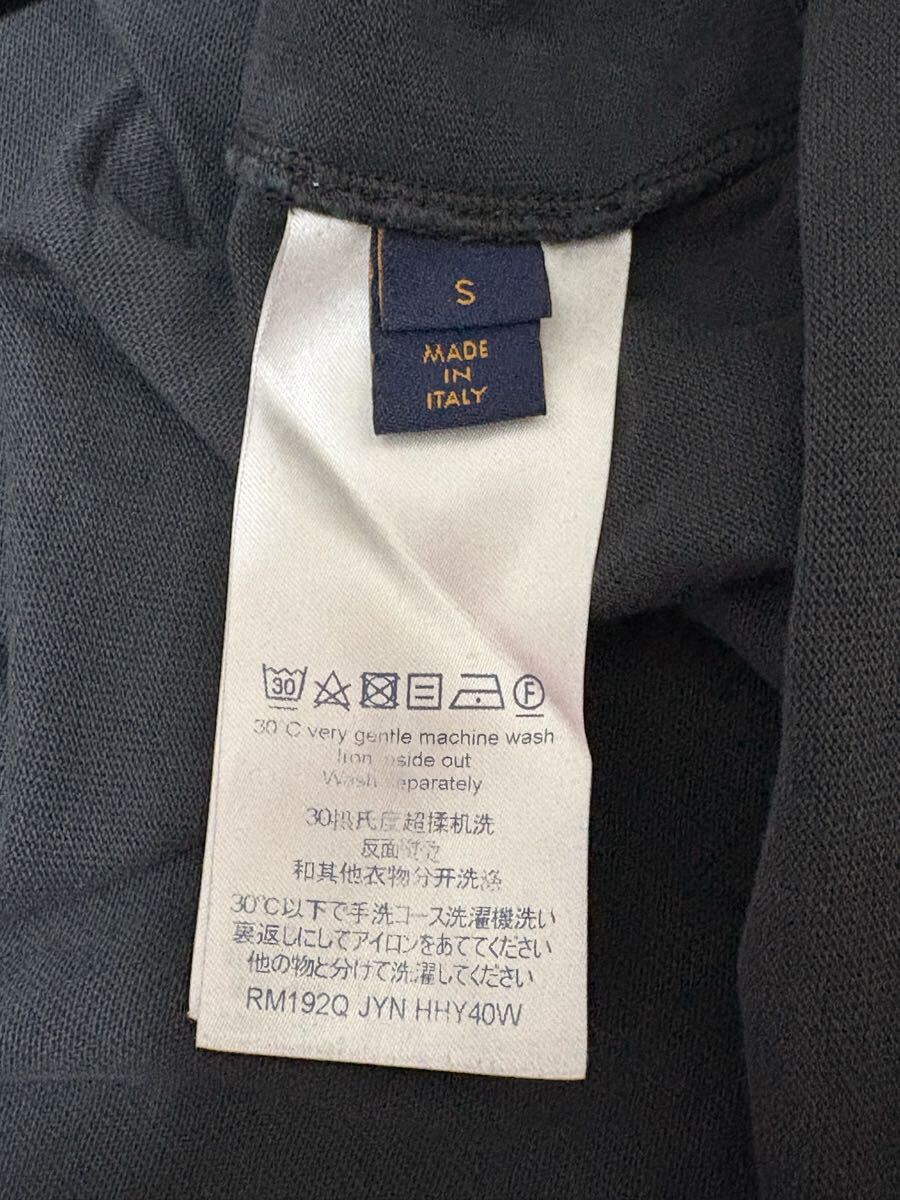 S
MADE
IN
ITALY
30
F
30°C very gentle machine wash
Iron inside out
Wash separately
30摄氏度超柔机洗
反面
和其他衣物分开洗涤
30℃以下で手洗コース洗濯機洗い
裏返しにしてアイロンをあててください
他の物と分けて洗濯してください
RM192Q JYN HHY40W